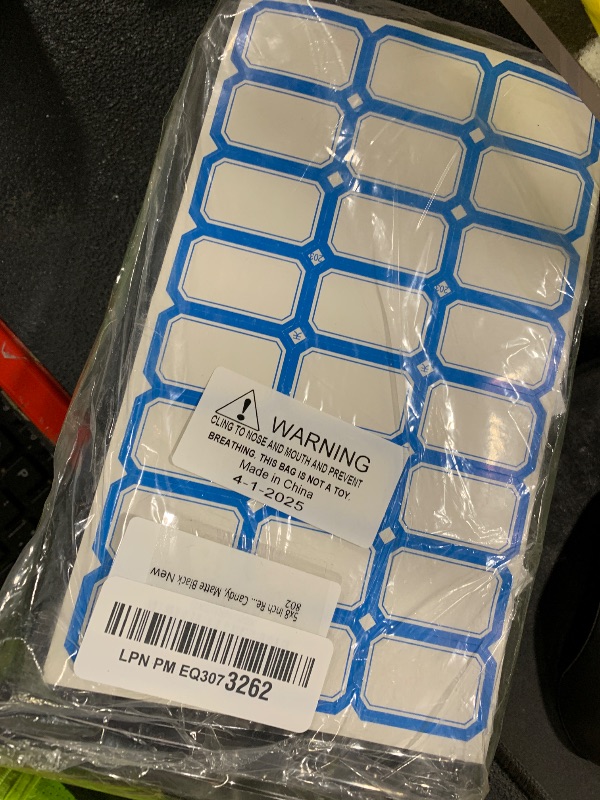 WARNING
CLING TO NOSE AND MOUTH AND PREVENT
BREATHING. THIS BAG IS NOT A TOY.
Made in China
4-1-2025
5x8 Inch Re... Candy, Matte Black New
802
LPN PM EQ3073262